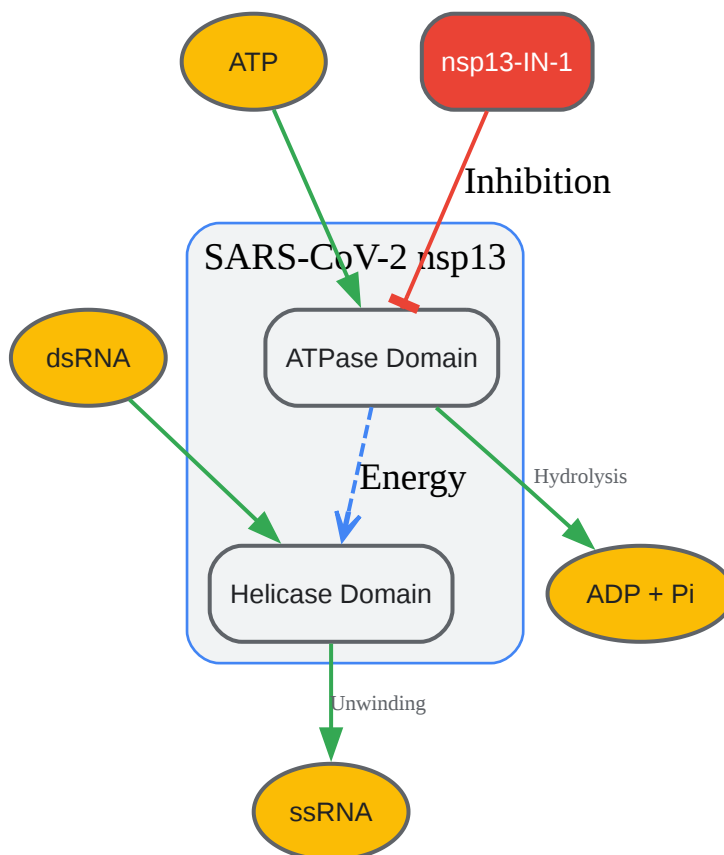 ATP
nsp13-IN-1
Inhibition
SARS-CoV-2 nsp13
dsRNA
ATPase Domain
Energy
Hydrolysis
Helicase Domain
ADP + Pi
Unwinding
ssRNA